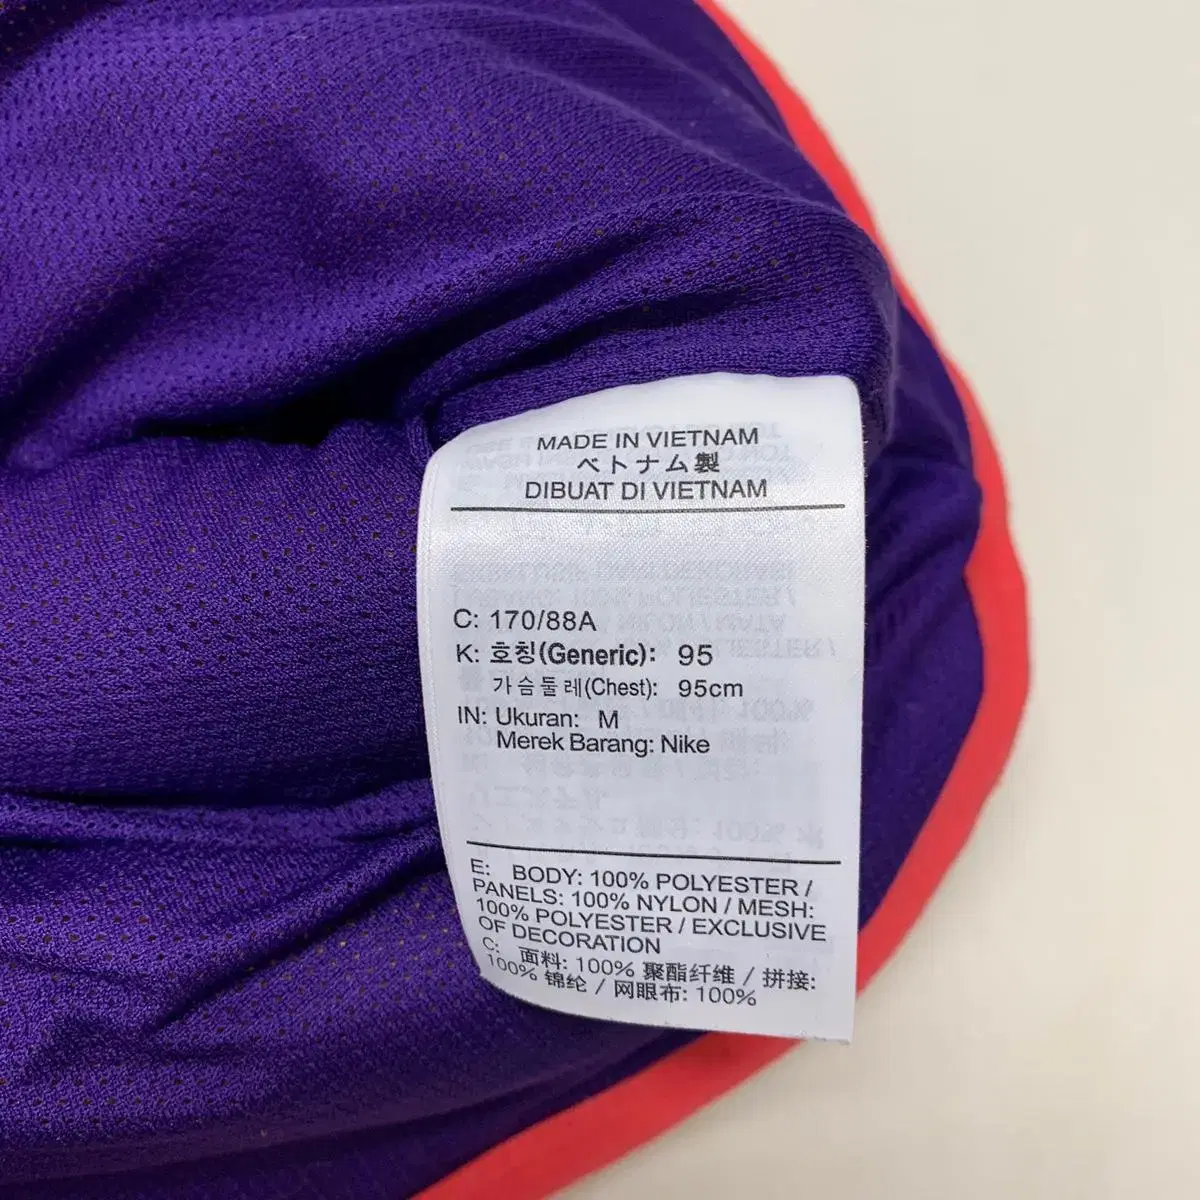 MADE IN VIETNAM
ベトナム製
DIBUAT DI VIETNAM
C: 170/88A
K: 호칭(Generic): 95
가슴둘레(Chest): 95cm
IN: Ukuran: M
Merek Barang: Nike
E: BODY: 100% POLYESTER /
PANELS: 100% NYLON / MESH:
100% POLYESTER / EXCLUSIVE
OF DECORATION
C: 面料: 100% 聚酯纤维 / 拼接:
100% 锦纶 / 网眼布: 100%